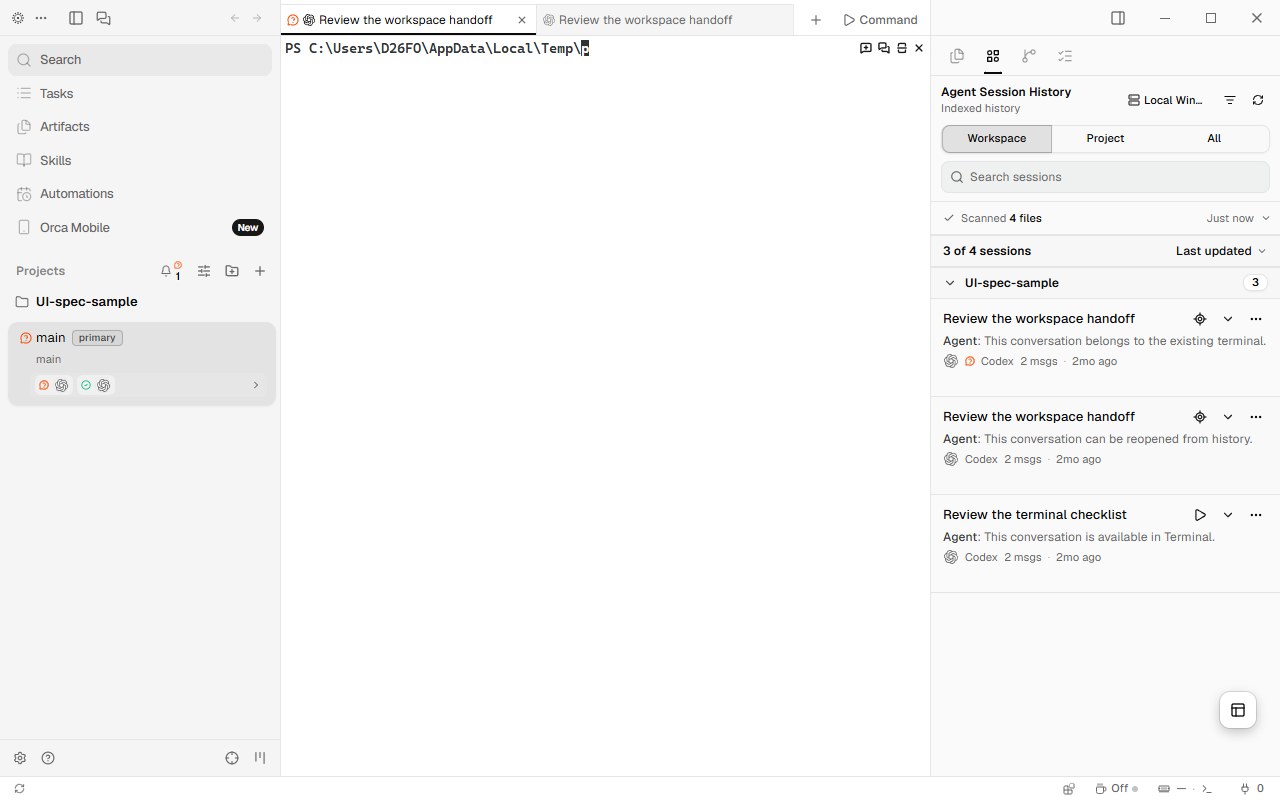 Review the workspace handoff
Review the workspace handoff
Command
Search
Tasks
Artifacts
Skills
Automations
Orca Mobile
New
Projects
1
UI-spec-sample
main
primary
main
PS C:\Users\D26FO\AppData\Local\Temp\p
Agent Session History
Indexed history
Local Win...
Workspace
Project
All
Search sessions
Scanned 4 files
Just now
3 of 4 sessions
Last updated
UI-spec-sample
3
Review the workspace handoff
Agent: This conversation belongs to the existing terminal.
Codex 2 msgs · 2mo ago
Review the workspace handoff
Agent: This conversation can be reopened from history.
Codex 2 msgs · 2mo ago
Review the terminal checklist
Agent: This conversation is available in Terminal.
Codex 2 msgs · 2mo ago
Off
— ·
0